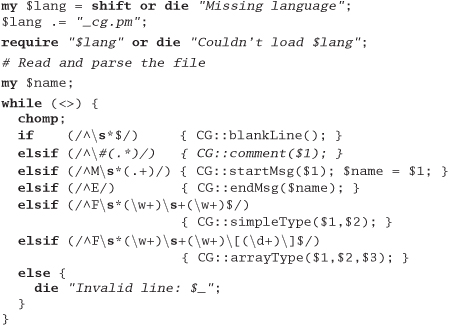 my $lang = shift or die "Missing language";
$lang .= "_cg.pm";
require "$lang" or die "Couldn't load $lang";
# Read and parse the file
my $name;
while (<>) {
  chomp;
  if    (/^\s*$/)     { CG::blankLine(); }
  elsif (/^\#(.*)/)   { CG::comment($1); }
  elsif (/^M\s*(.+)/) { CG::startMsg($1); $name = $1; }
  elsif (/^E/)        { CG::endMsg($name); }
  elsif (/^F\s*(\w+)\s+(\w+)$/)
                      { CG::simpleType($1,$2); }
  elsif (/^F\s*(\w+)\s+(\w+)\[(\d+)\]$/)
                      { CG::arrayType($1,$2,$3); }
  else {
    die "Invalid line: $_";
  }
}